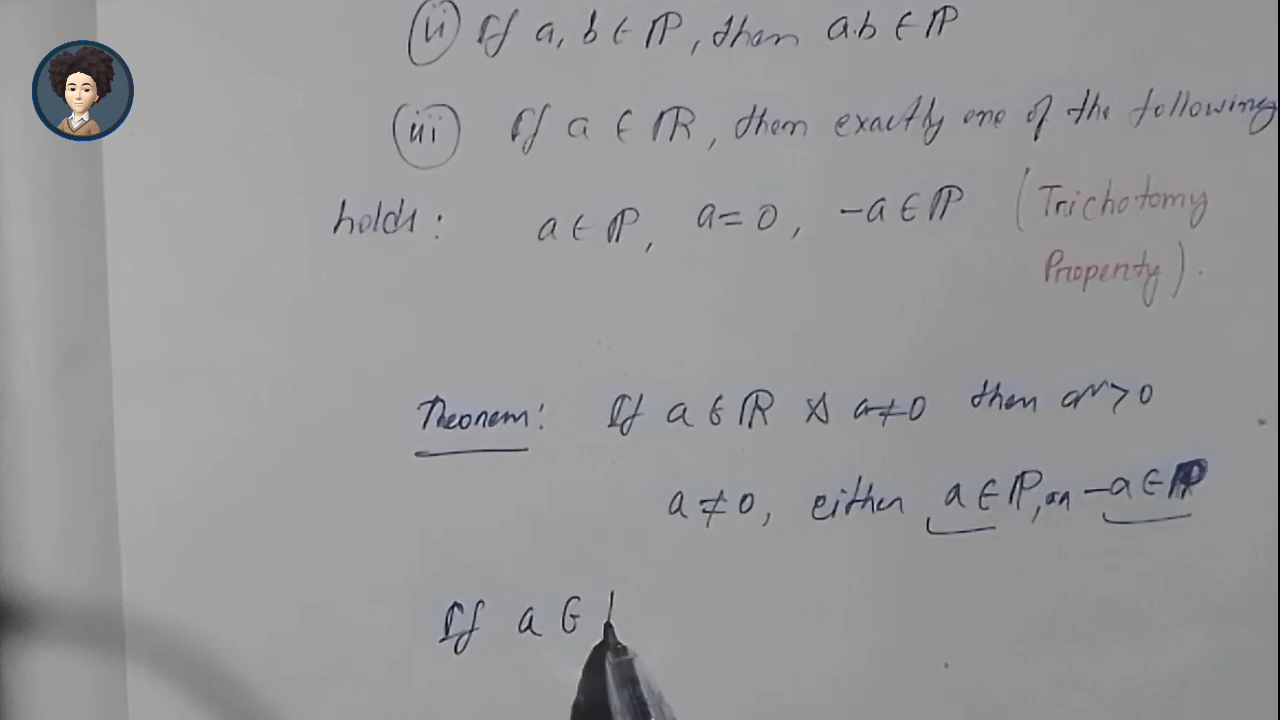 (ii) If a, b ∈ ℙ, then a.b ∈ ℙ
(iii) If a ∈ ℝ, then exactly one of the following
holds: a ∈ ℙ, a = 0, -a ∈ ℙ (Trichotomy
Property).
Theorem: If a ∈ ℝ & a ≠ 0 then a² > 0
a ≠ 0, either a ∈ ℙ, or -a ∈ ℙ
If a ∈